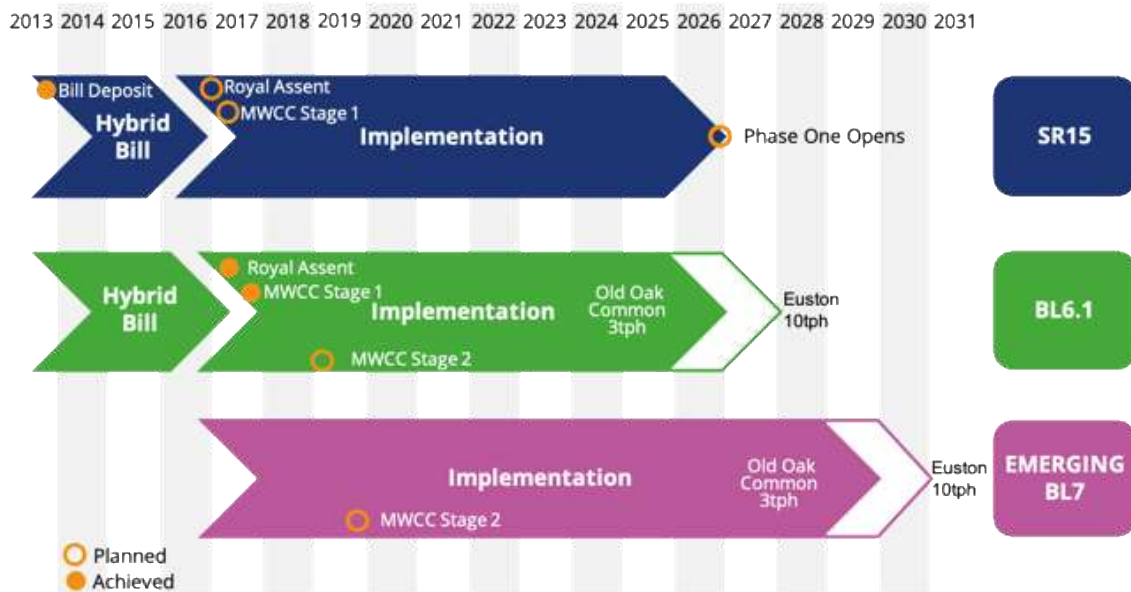 2013 2014 2015 2016 2017 2018 2019 2020 2021 2022 2023 2024 2025 2026 2027 2028 2029 2030 2031
Bill Deposit
Hybrid
Bill
Royal Assent
MWCC Stage 1
Implementation
Phase One Opens
SR15
Hybrid
Bill
Royal Assent
MWCC Stage 1
Implementation
MWCC Stage 2
Old Oak
Common
3tph
Euston
10tph
BL6.1
Implementation
MWCC Stage 2
Old Oak
Common
3tph
Euston
10tph
EMERGING
BL7
Planned
Achieved